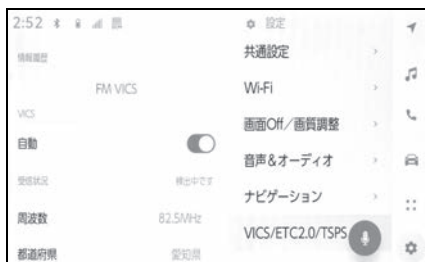 2:52
情報履歴
FM VICS
VICS
自動
受信状況 検出中です
周波数 82.5MHz
都道府県 愛知県
設定
共通設定
Wi-Fi
画面Off/画質調整
音声&オーディオ
ナビゲーション
VICS/ETC2.0/TSPS